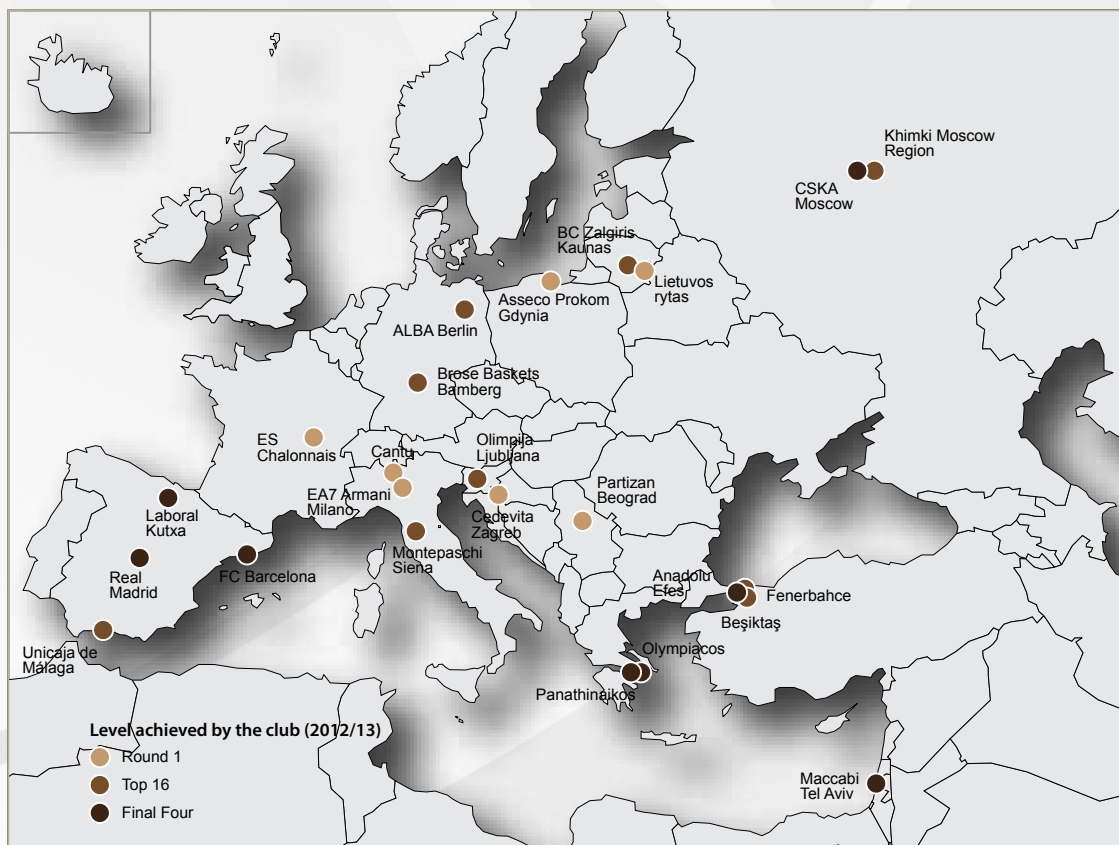 Khimki Moscow
Region
CSKA
Moscow
BC Zalgiris
Kaunas
Lietuvos
rytas
Asseco Prokom
Gdynia
ALBA Berlin
Brose Baskets
Bamberg
ES
Chalonnais
Cantu
Olimpija
Ljubljana
EA7 Armani
Milano
Partizan
Beograd
Cedevita
Zagreb
Laboral
Kutxa
Montepaschi
Siena
Real
Madrid
FC Barcelona
Anadolu
Efes
Fenerbahce
Beşiktaş
Unicaja de
Málaga
Olympiacos
Panathinaikos
Level achieved by the club (2012/13)
Round 1
Top 16
Final Four
Maccabi
Tel Aviv